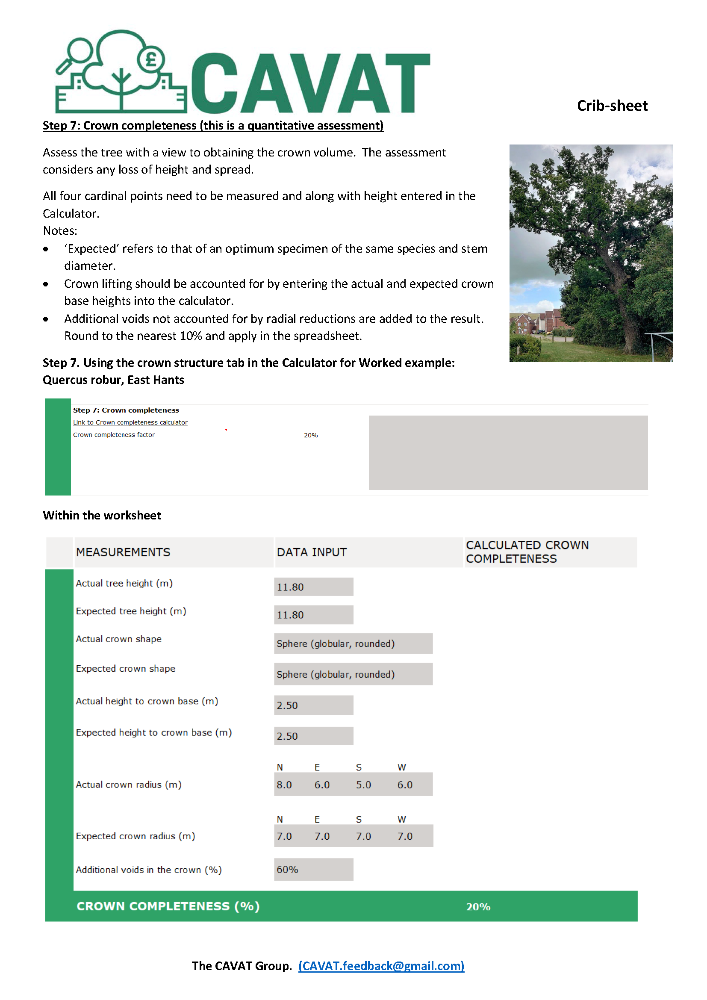 £
CAVAT
Crib-sheet
Step 7: Crown completeness (this is a quantitative assessment)
Assess the tree with a view to obtaining the crown volume.  The assessment
considers any loss of height and spread.
All four cardinal points need to be measured and along with height entered in the
Calculator.
Notes:
• ‘Expected’ refers to that of an optimum specimen of the same species and stem
diameter.
• Crown lifting should be accounted for by entering the actual and expected crown
base heights into the calculator.
• Additional voids not accounted for by radial reductions are added to the result.
Round to the nearest 10% and apply in the spreadsheet.
Step 7. Using the crown structure tab in the Calculator for Worked example:
Quercus robur, East Hants
Step 7: Crown completeness
Link to Crown completeness calculator
Crown completeness factor 20%
Within the worksheet
MEASUREMENTS DATA INPUT CALCULATED CROWN
COMPLETENESS
Actual tree height (m) 11.80
Expected tree height (m) 11.80
Actual crown shape Sphere (globular, rounded)
Expected crown shape Sphere (globular, rounded)
Actual height to crown base (m) 2.50
Expected height to crown base (m) 2.50
N E S W
Actual crown radius (m) 8.0 6.0 5.0 6.0
N E S W
Expected crown radius (m) 7.0 7.0 7.0 7.0
Additional voids in the crown (%) 60%
CROWN COMPLETENESS (%) 20%
The CAVAT Group.  (CAVAT.feedback@gmail.com)